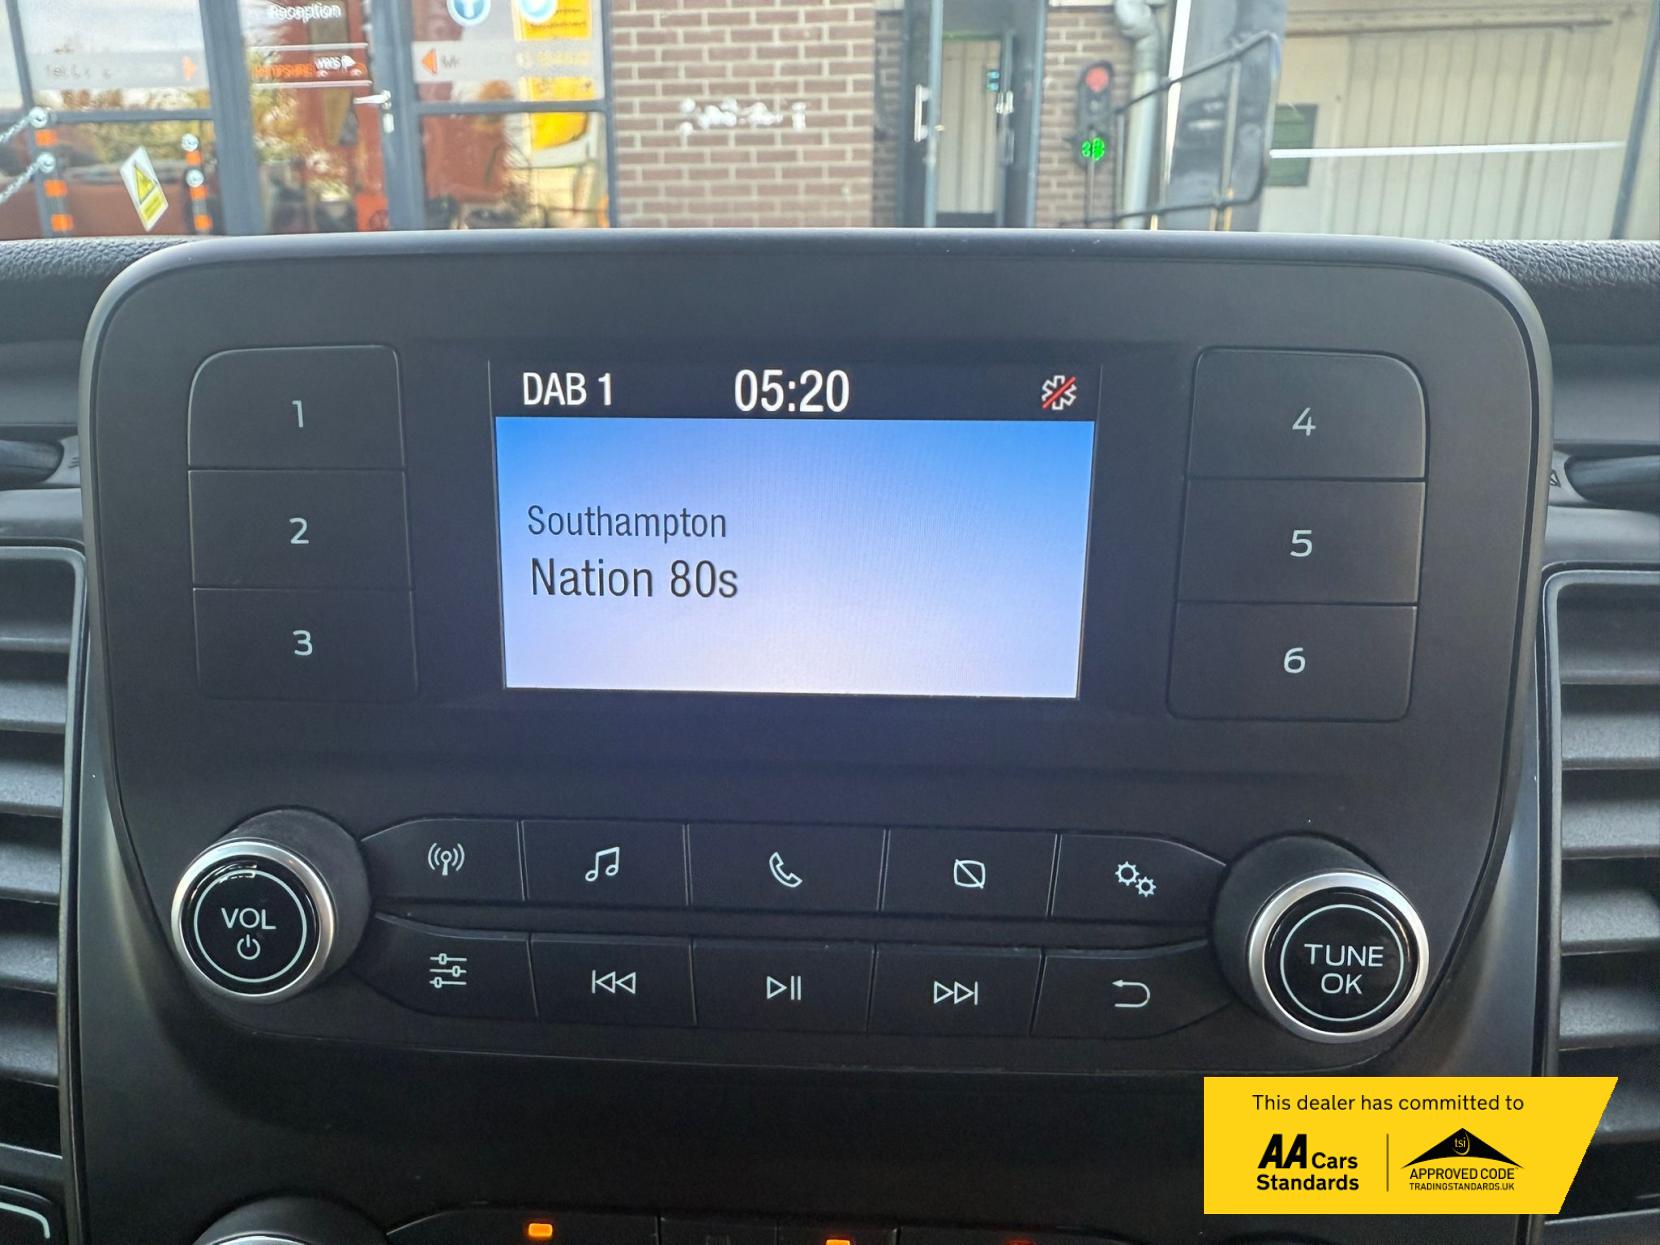 Reception
DAB 1
05:20
Southampton
Nation 80s
1
2
3
4
5
6
VOL
TUNE
OK
This dealer has committed to
AA Cars
Standards
tsi
APPROVED CODE
TRADINGSTANDARDS.UK